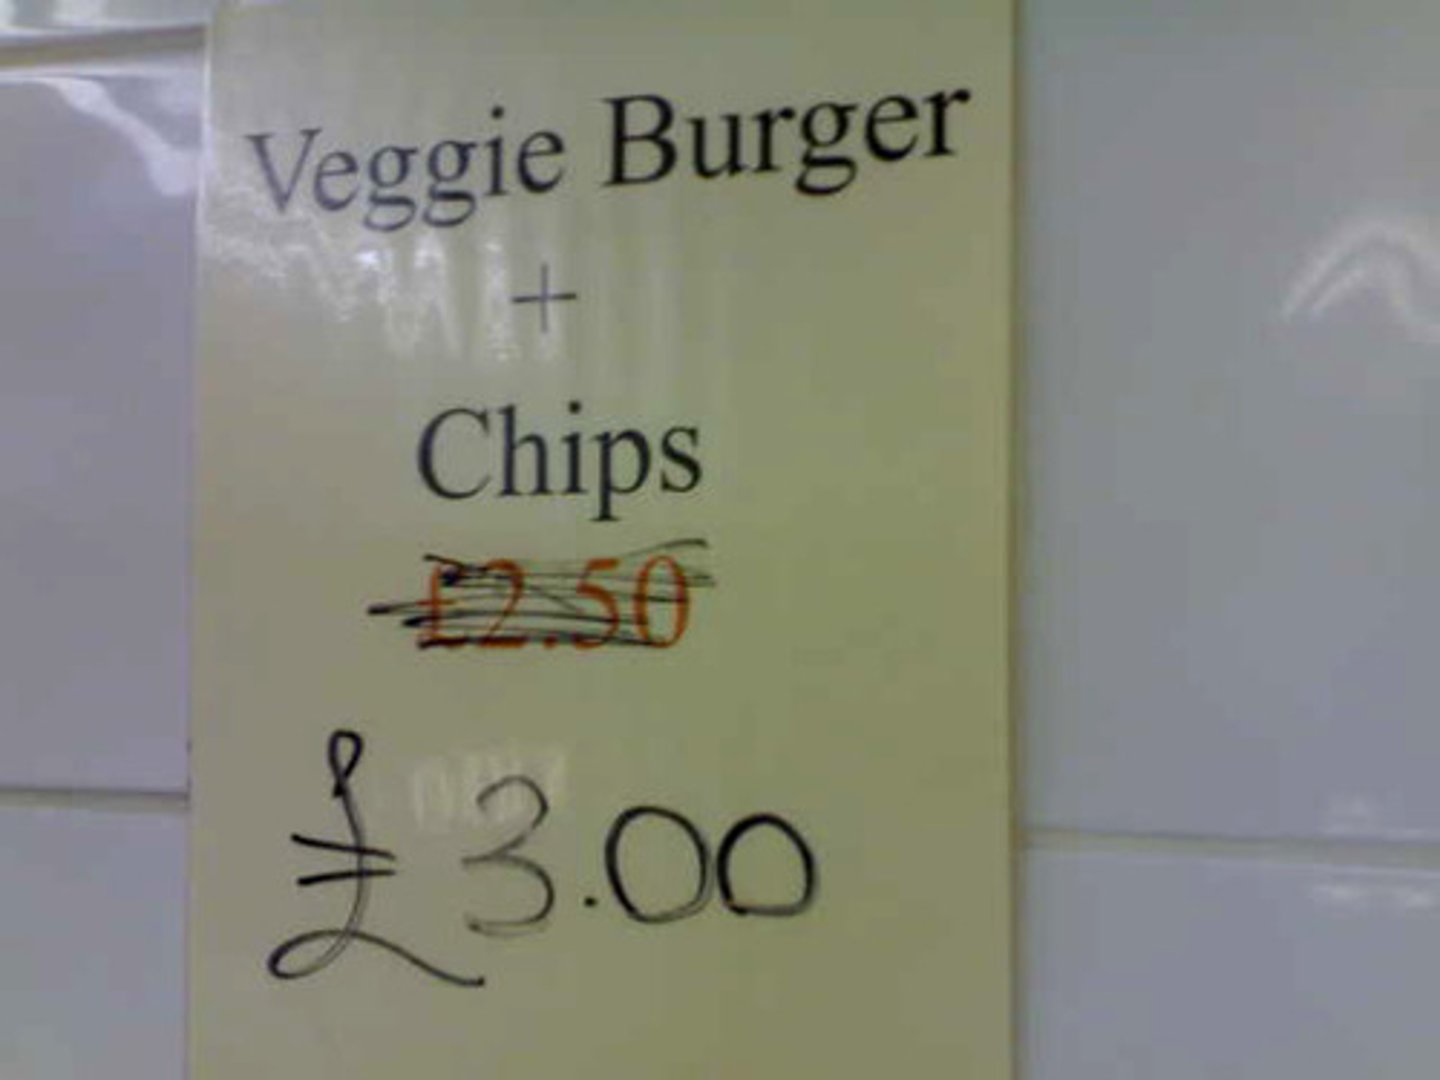 Veggie Burger
+
Chips
£2.50
£3.00